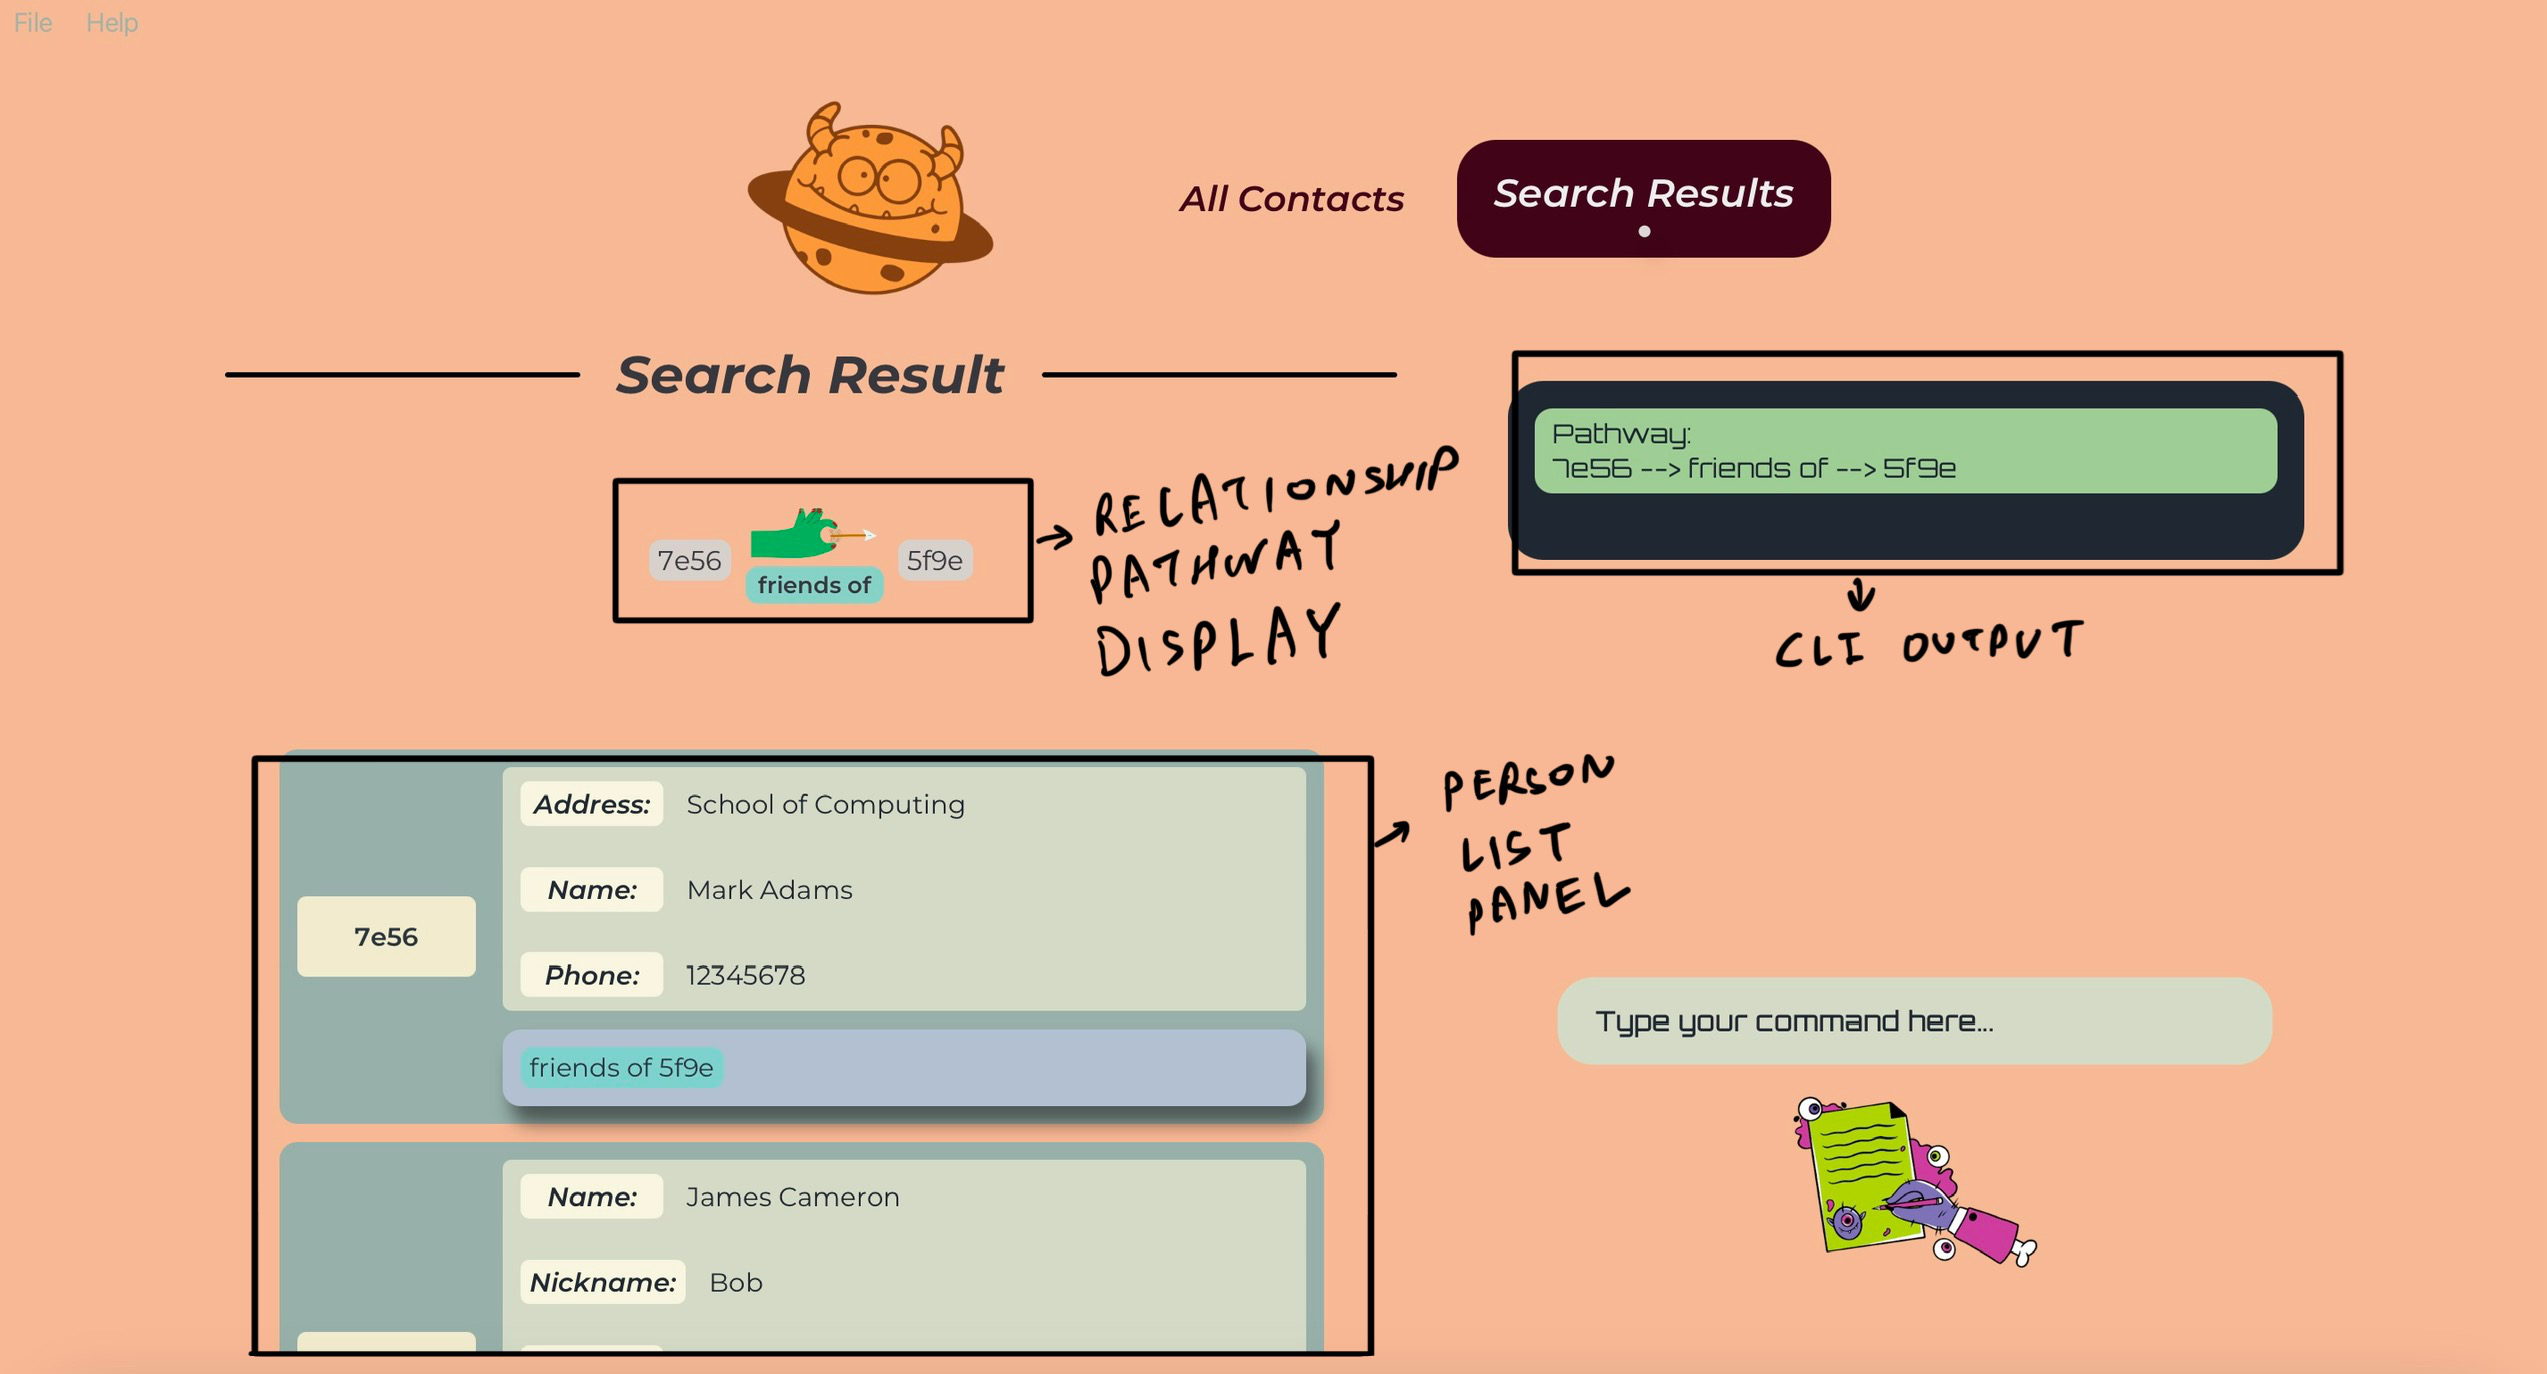 File Help
All Contacts
Search Results
Search Result
Pathway:
7e56 --> friends of --> 5f9e
7e56
friends of
5f9e
RELATIONSHIP
PATHWAY
DISPLAY
CLI OUTPUT
7e56
Address: School of Computing
Name: Mark Adams
Phone: 12345678
friends of 5f9e
Name: James Cameron
Nickname: Bob
PERSON
LIST
PANEL
Type your command here...